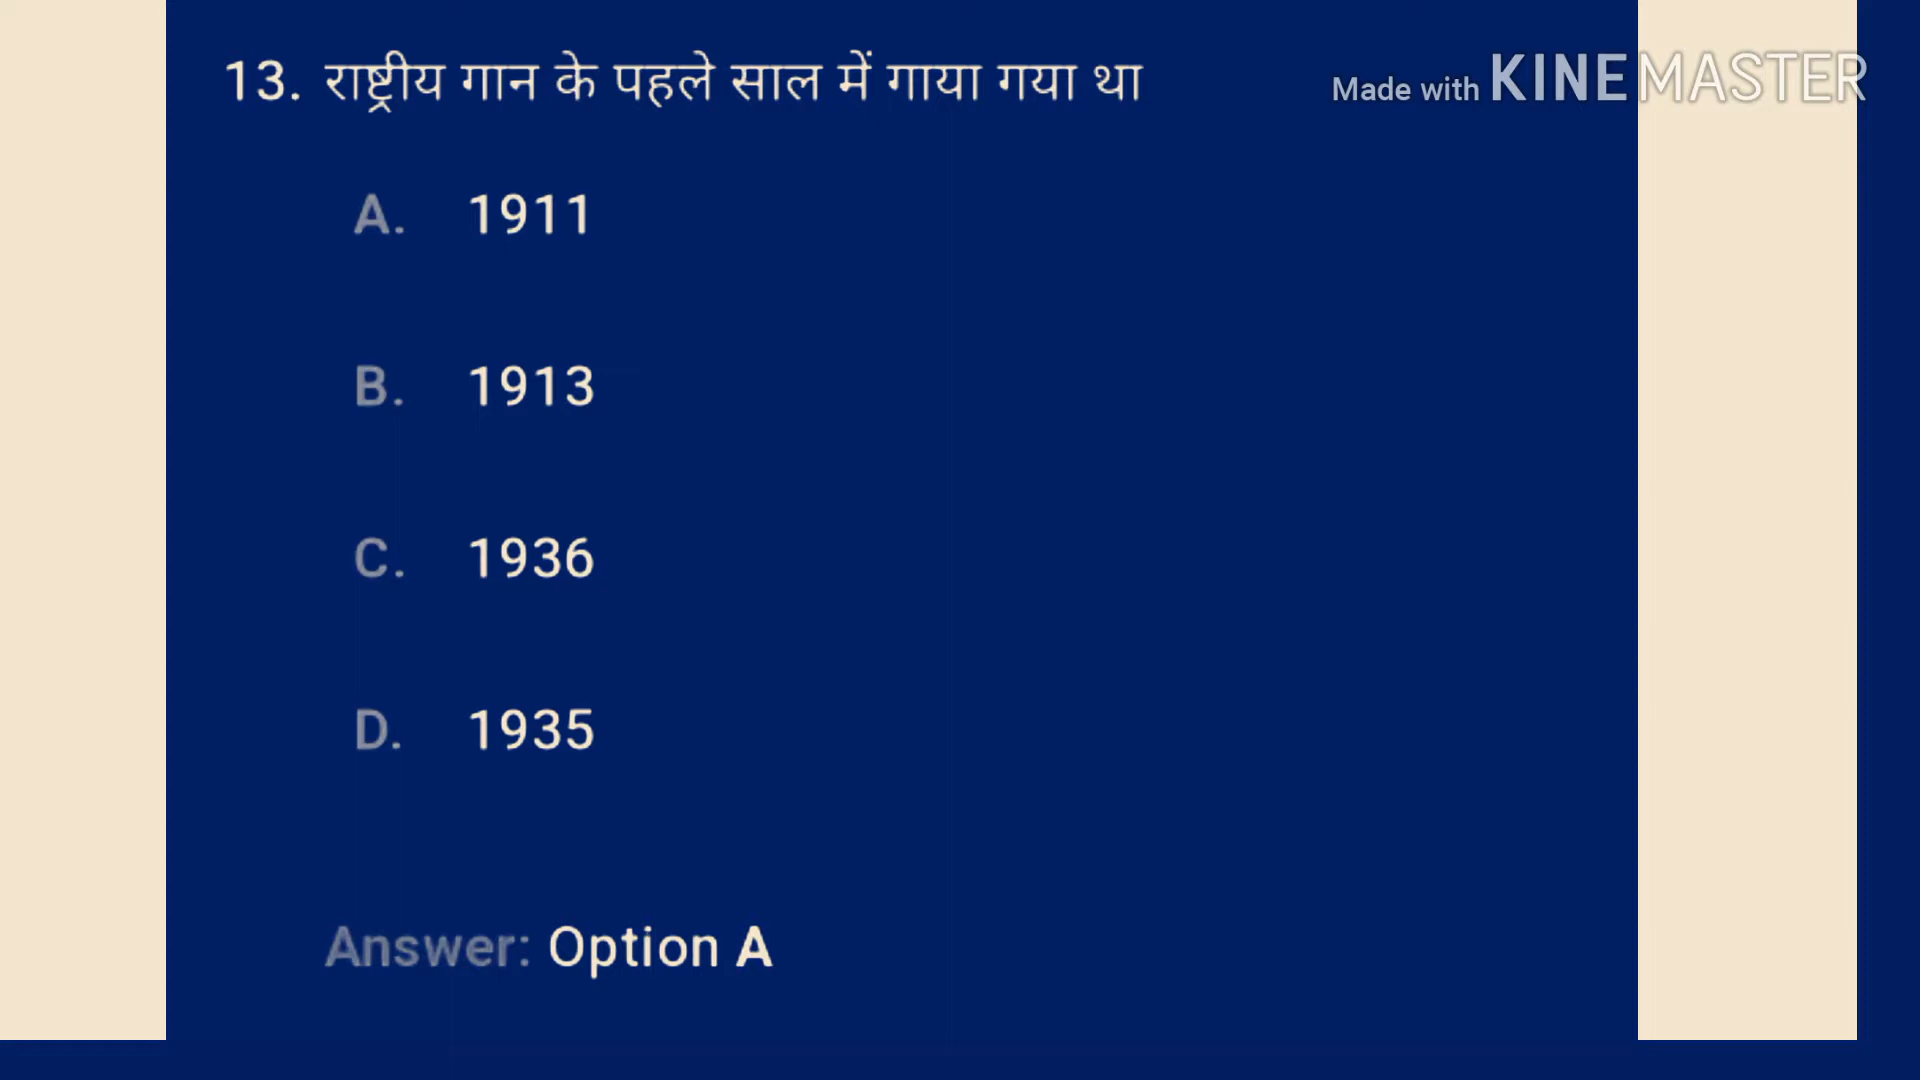 13. राष्ट्रीय गान के पहले साल में गाया गया था
Made with KINEMASTER
A. 1911
B. 1913
C. 1936
D. 1935
Answer: Option A